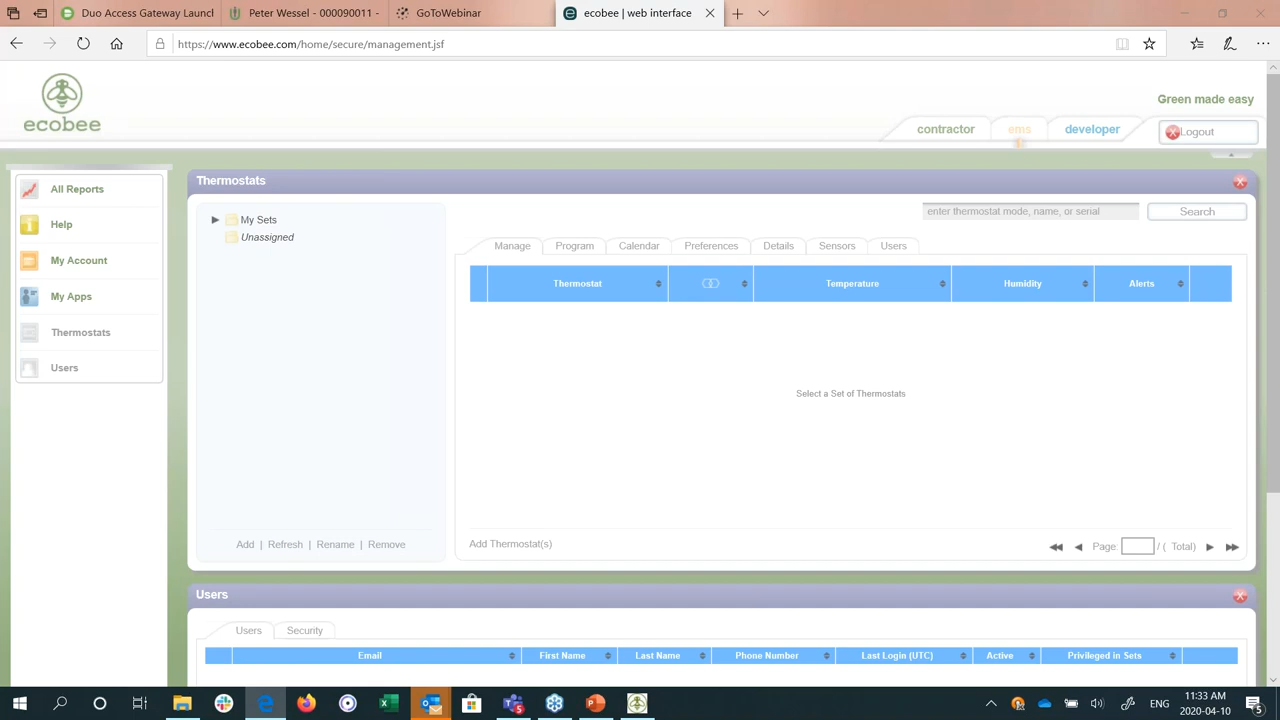 Duo Access Gateway Launcher
Peter Wessel - 000090011
GoToWebinar
ecobee | web interface
https://www.ecobee.com/home/secure/management.jsf
ecobee
Green made easy
contractor
ems
developer
Logout
All Reports
Help
My Account
My Apps
Thermostats
Users
Thermostats
My Sets
Unassigned
Add | Refresh | Rename | Remove
enter thermostat mode, name, or serial
Search
Manage
Program
Calendar
Preferences
Details
Sensors
Users
Thermostat
Temperature
Humidity
Alerts
Select a Set of Thermostats
Add Thermostat(s)
Page: / ( Total)
Users
Users
Security
Email
First Name
Last Name
Phone Number
Last Login (UTC)
Active
Privileged in Sets
ENG
11:33 AM
2020-04-10
5